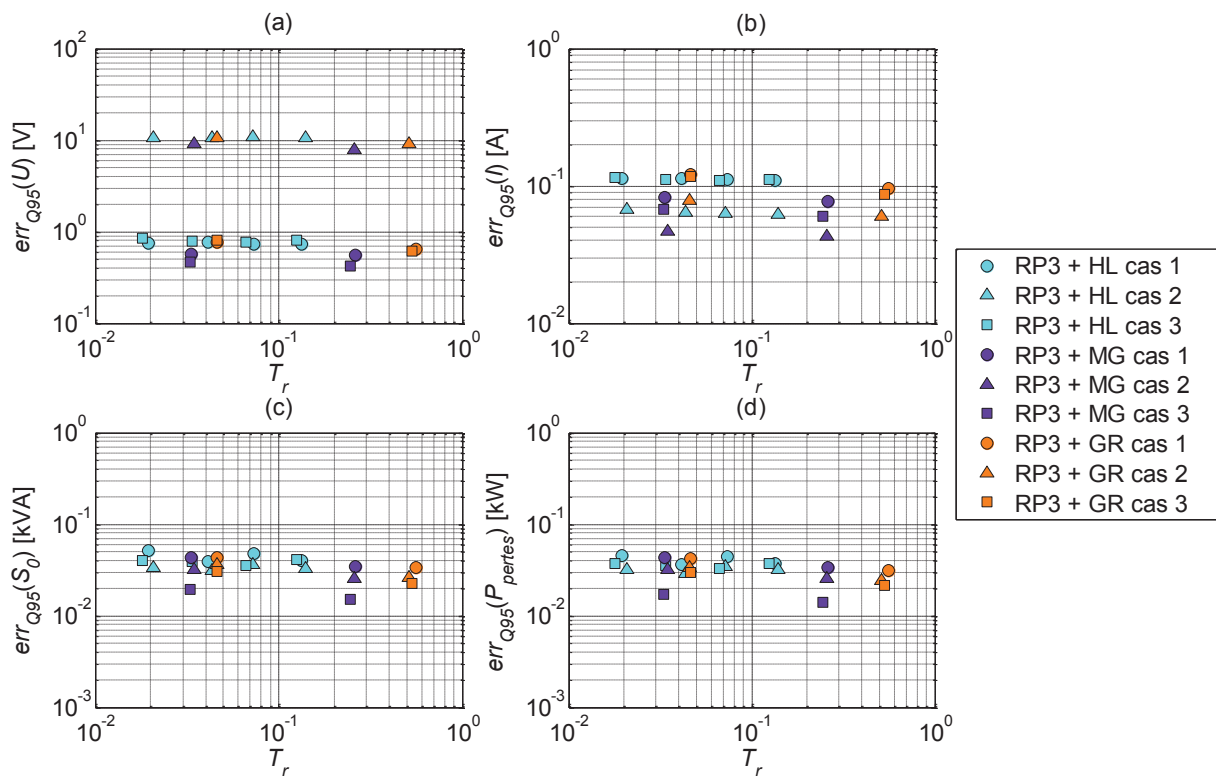 (a)
10^2
10^1
10^0
10^-1
err_Q95(U) [V]
10^-2
10^-1
10^0
T_r
(b)
10^0
10^-1
10^-2
err_Q95(I) [A]
10^-2
10^-1
10^0
T_r
(c)
10^0
10^-1
10^-2
10^-3
err_Q95(S_0) [kVA]
10^-2
10^-1
10^0
T_r
(d)
10^0
10^-1
10^-2
10^-3
err_Q95(P_pertes) [kW]
10^-2
10^-1
10^0
T_r
RP3 + HL cas 1
RP3 + HL cas 2
RP3 + HL cas 3
RP3 + MG cas 1
RP3 + MG cas 2
RP3 + MG cas 3
RP3 + GR cas 1
RP3 + GR cas 2
RP3 + GR cas 3